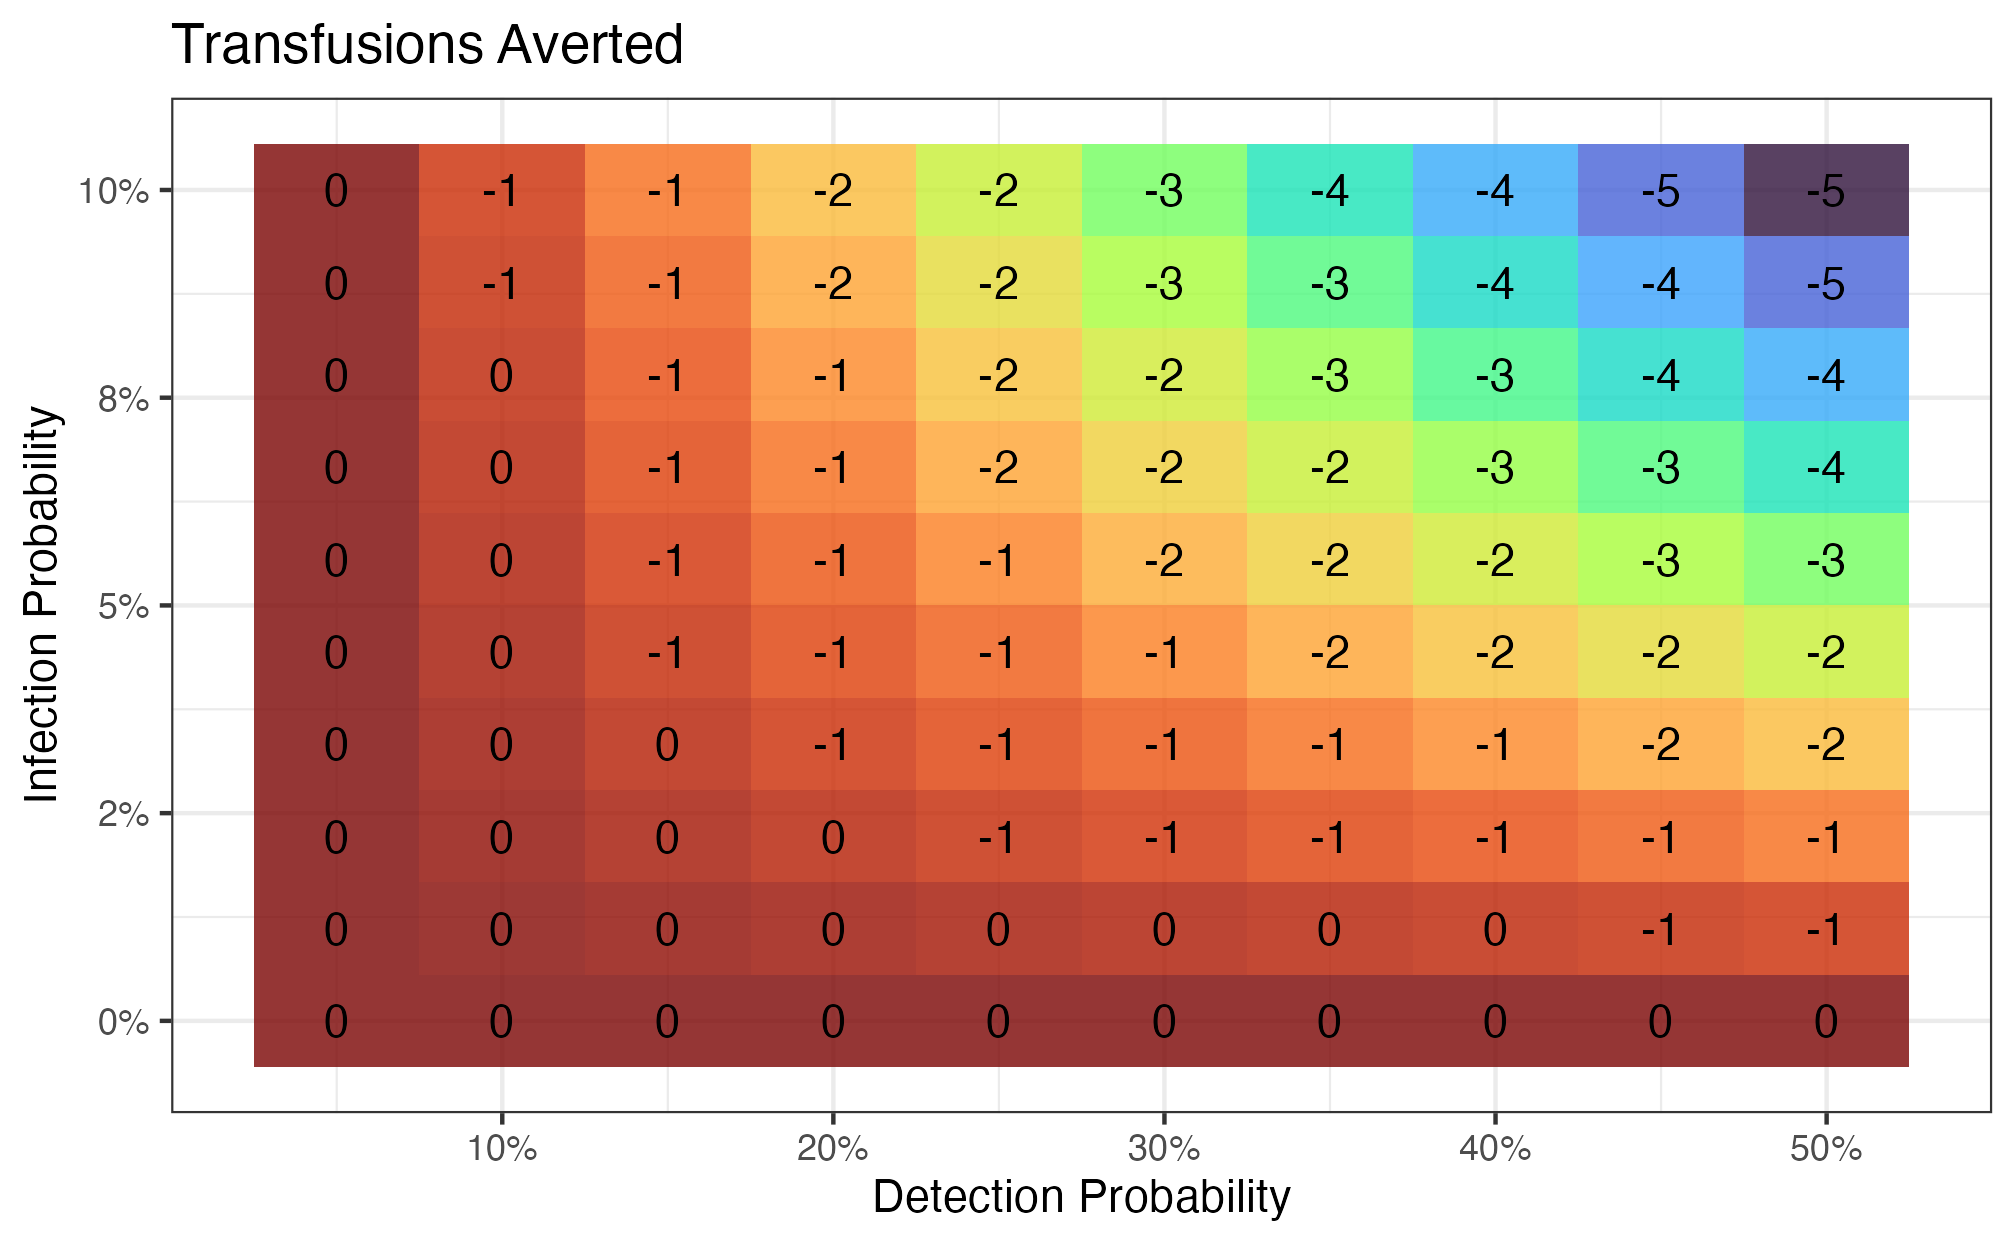 Transfusions Averted
10% 0 -1 -1 -2 -2 -3 -4 -4 -5 -5
0 -1 -1 -2 -2 -3 -3 -4 -4 -5
0 0 -1 -1 -2 -2 -3 -3 -4 -4
8%
0 0 -1 -1 -2 -2 -2 -3 -3 -4
0 0 -1 -1 -1 -2 -2 -2 -3 -3
5%
0 0 -1 -1 -1 -1 -2 -2 -2 -2
0 0 0 -1 -1 -1 -1 -1 -2 -2
2%
0 0 0 0 -1 -1 -1 -1 -1 -1
0 0 0 0 0 0 0 0 -1 -1
0% 0 0 0 0 0 0 0 0 0 0
10% 20% 30% 40% 50%
Detection Probability
Infection Probability